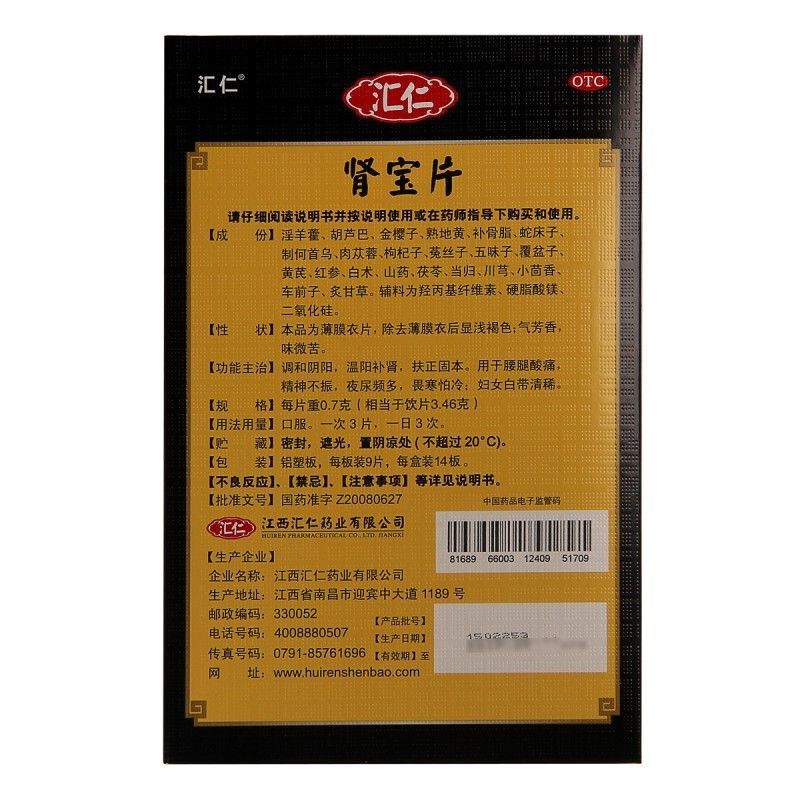 汇仁®
汇仁
OTC
肾宝片
请仔细阅读说明书并按说明使用或在药师指导下购买和使用。
【成 份】淫羊藿、胡芦巴、金樱子、熟地黄、补骨脂、蛇床子、
制何首乌、肉苁蓉、枸杞子、菟丝子、五味子、覆盆子、
黄芪、红参、白术、山药、茯苓、当归、川芎、小茴香、
车前子、炙甘草。辅料为羟丙基纤维素、硬脂酸镁、
二氧化硅。
【性 状】本品为薄膜衣片，除去薄膜衣后显浅褐色；气芳香，
味微苦。
【功能主治】调和阴阳，温阳补肾，扶正固本。用于腰腿酸痛，
精神不振，夜尿频多，畏寒怕冷；妇女白带清稀。
【规 格】每片重0.7克（相当于饮片3.46克）
【用法用量】口服。一次3片，一日3次。
【贮 藏】密封，遮光，置阴凉处(不超过20°C)。
【包 装】铝塑板，每板装9片，每盒装14板。
【不良反应】、【禁忌】、【注意事项】等详见说明书。
【批准文号】国药准字Z20080627
中国药品电子监管码
汇仁 江西汇仁药业有限公司
HUIREN PHARMACEUTICAL CO., LTD. JIANGXI
81689 66003 12409 51709
【生产企业】
企业名称：江西汇仁药业有限公司
生产地址：江西省南昌市迎宾中大道1189号
邮政编码：330052
电话号码：4008880507
传真号码：0791-85761696
网 址：www.huirenshenbao.com
【产品批号】
【生产日期】
【有效期】至
1502253